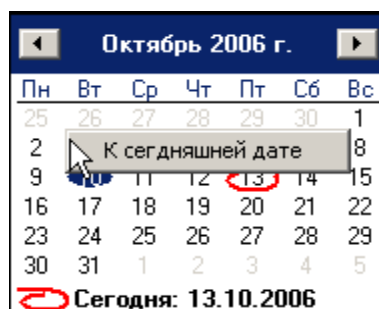 Октябрь 2006 г.
Пн Вт Ср Чт Пт Сб Вс
25 26 27 28 29 30 1
2 К сегдняшней дате 8
9 10 11 12 13 14 15
16 17 18 19 20 21 22
23 24 25 26 27 28 29
30 31 1 2 3 4 5
Сегодня: 13.10.2006